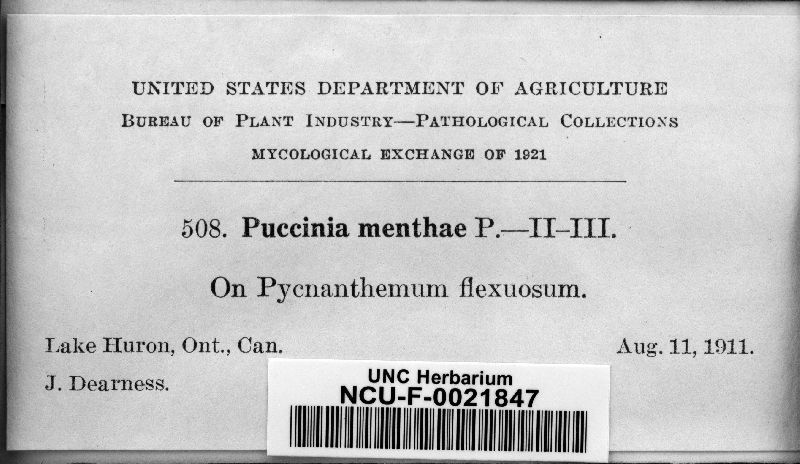 UNITED STATES DEPARTMENT OF AGRICULTURE
BUREAU OF PLANT INDUSTRY—PATHOLOGICAL COLLECTIONS
MYCOLOGICAL EXCHANGE OF 1921
508. Puccinia menthae P.—II–III.
On Pycnanthemum flexuosum.
Lake Huron, Ont., Can. Aug. 11, 1911.
J. Dearness.
UNC Herbarium
NCU-F-0021847